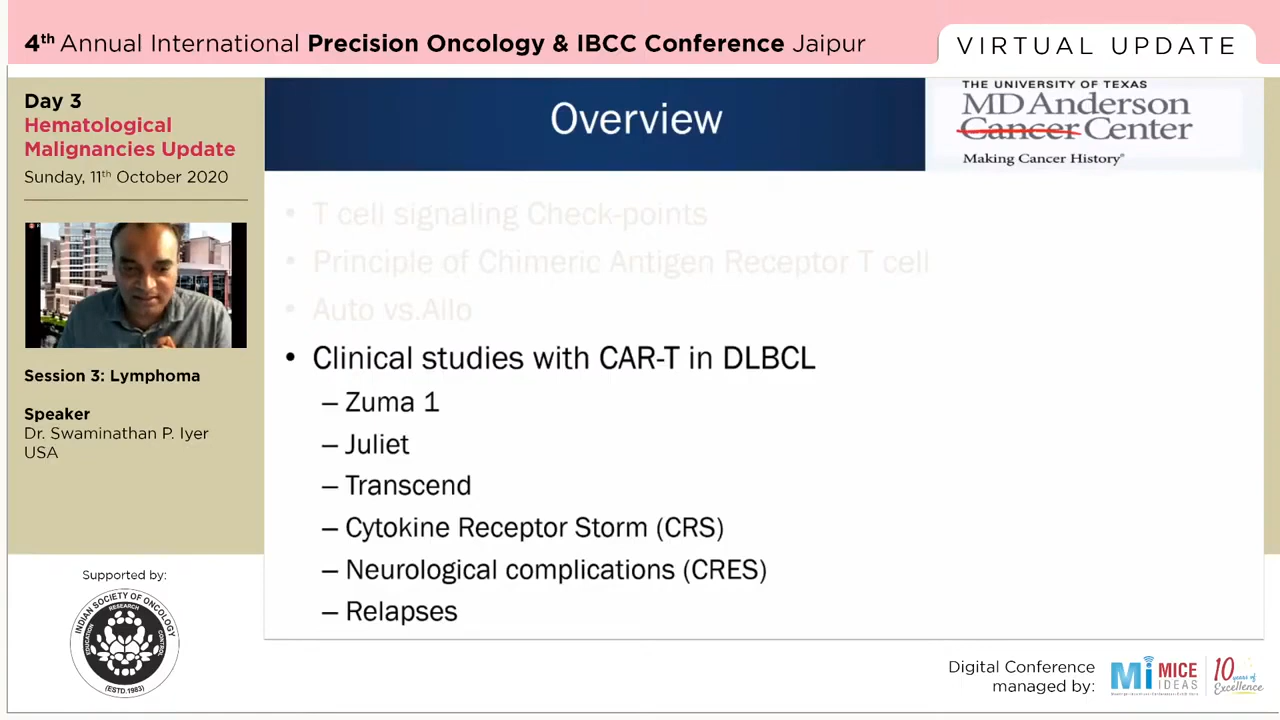 4th Annual International Precision Oncology & IBCC Conference Jaipur
VIRTUAL UPDATE
Day 3
Hematological
Malignancies Update
Sunday, 11th October 2020
Session 3: Lymphoma
Speaker
Dr. Swaminathan P. Iyer
USA
Supported by:
INDIAN SOCIETY OF ONCOLOGY
EDUCATION
RESEARCH
CONTROL
(ESTD.1983)
Overview
THE UNIVERSITY OF TEXAS
MD Anderson
Cancer Center
Making Cancer History®
• T cell signaling Check-points
• Principle of Chimeric Antigen Receptor T cell
• Auto vs.Allo
• Clinical studies with CAR-T in DLBCL
– Zuma 1
– Juliet
– Transcend
– Cytokine Receptor Storm (CRS)
– Neurological complications (CRES)
– Relapses
Digital Conference
managed by:
Mi MICE
IDEAS
10 years of
Excellence